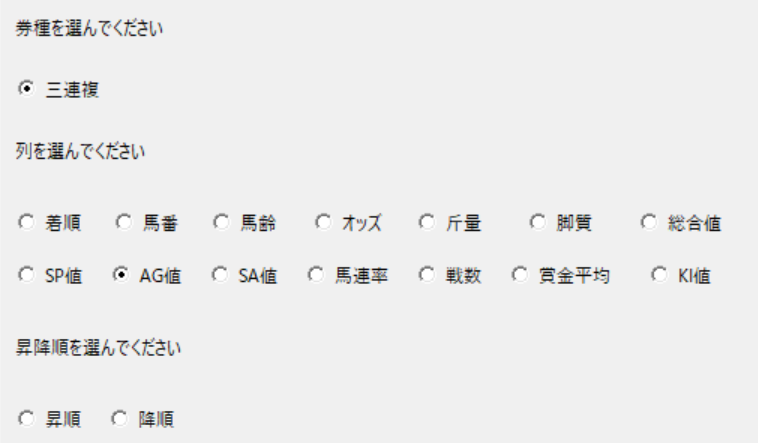 券種を選んでください
三連複
列を選んでください
着順 馬番 馬齢 オッズ 斤量 脚質 総合値
SP値 AG値 SA値 馬連率 戦数 賞金平均 KI値
昇降順を選んでください
昇順 降順